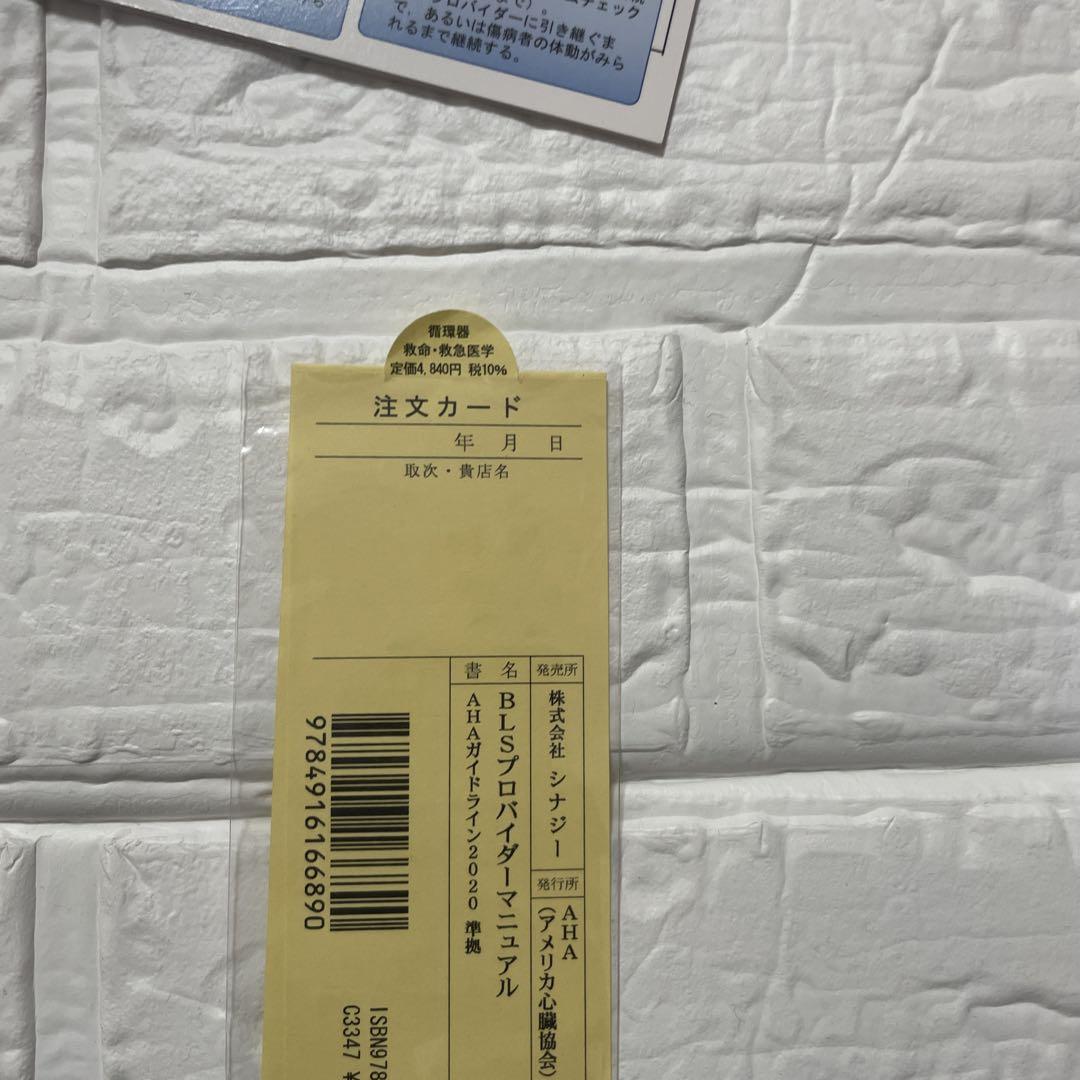 チェック
ロバイダーに引き継ぐま
で、あるいは傷病者の体動がみら
れるまで継続する。
循環器
救命・救急医学
定価4,840円 税10%
注文カード
年 月 日
取次・貴店名
発売所
株式会社 シナジー
発行所
AHA
(アメリカ心臓協会)
書名
BLSプロバイダーマニュアル
AHAガイドライン2020 準拠
9784916166890
ISBN978
C3347 ¥